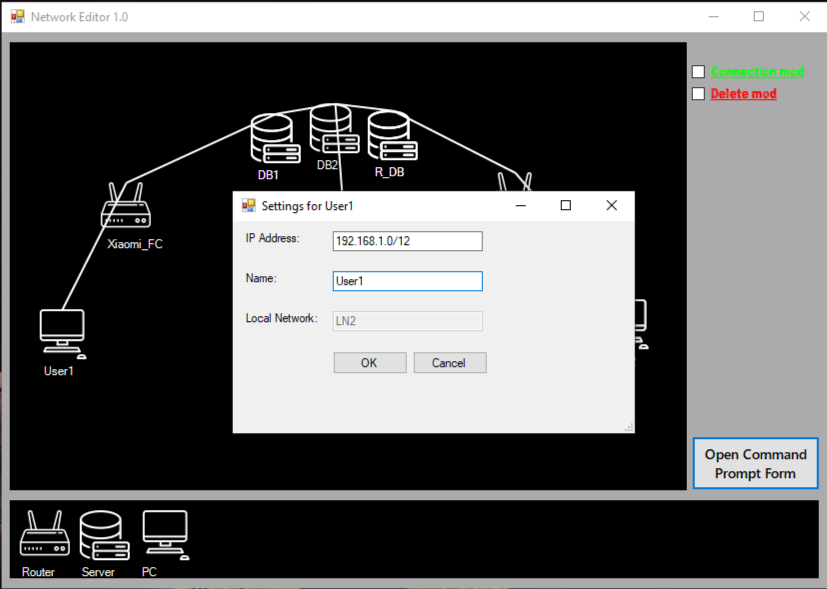 Network Editor 1.0
Connection mod
Delete mod
DB1
DB2
R_DB
Xiaomi_FC
User1
Settings for User1
IP Address:
192.168.1.0/12
Name:
User1
Local Network:
LN2
OK
Cancel
Open Command
Prompt Form
Router
Server
PC